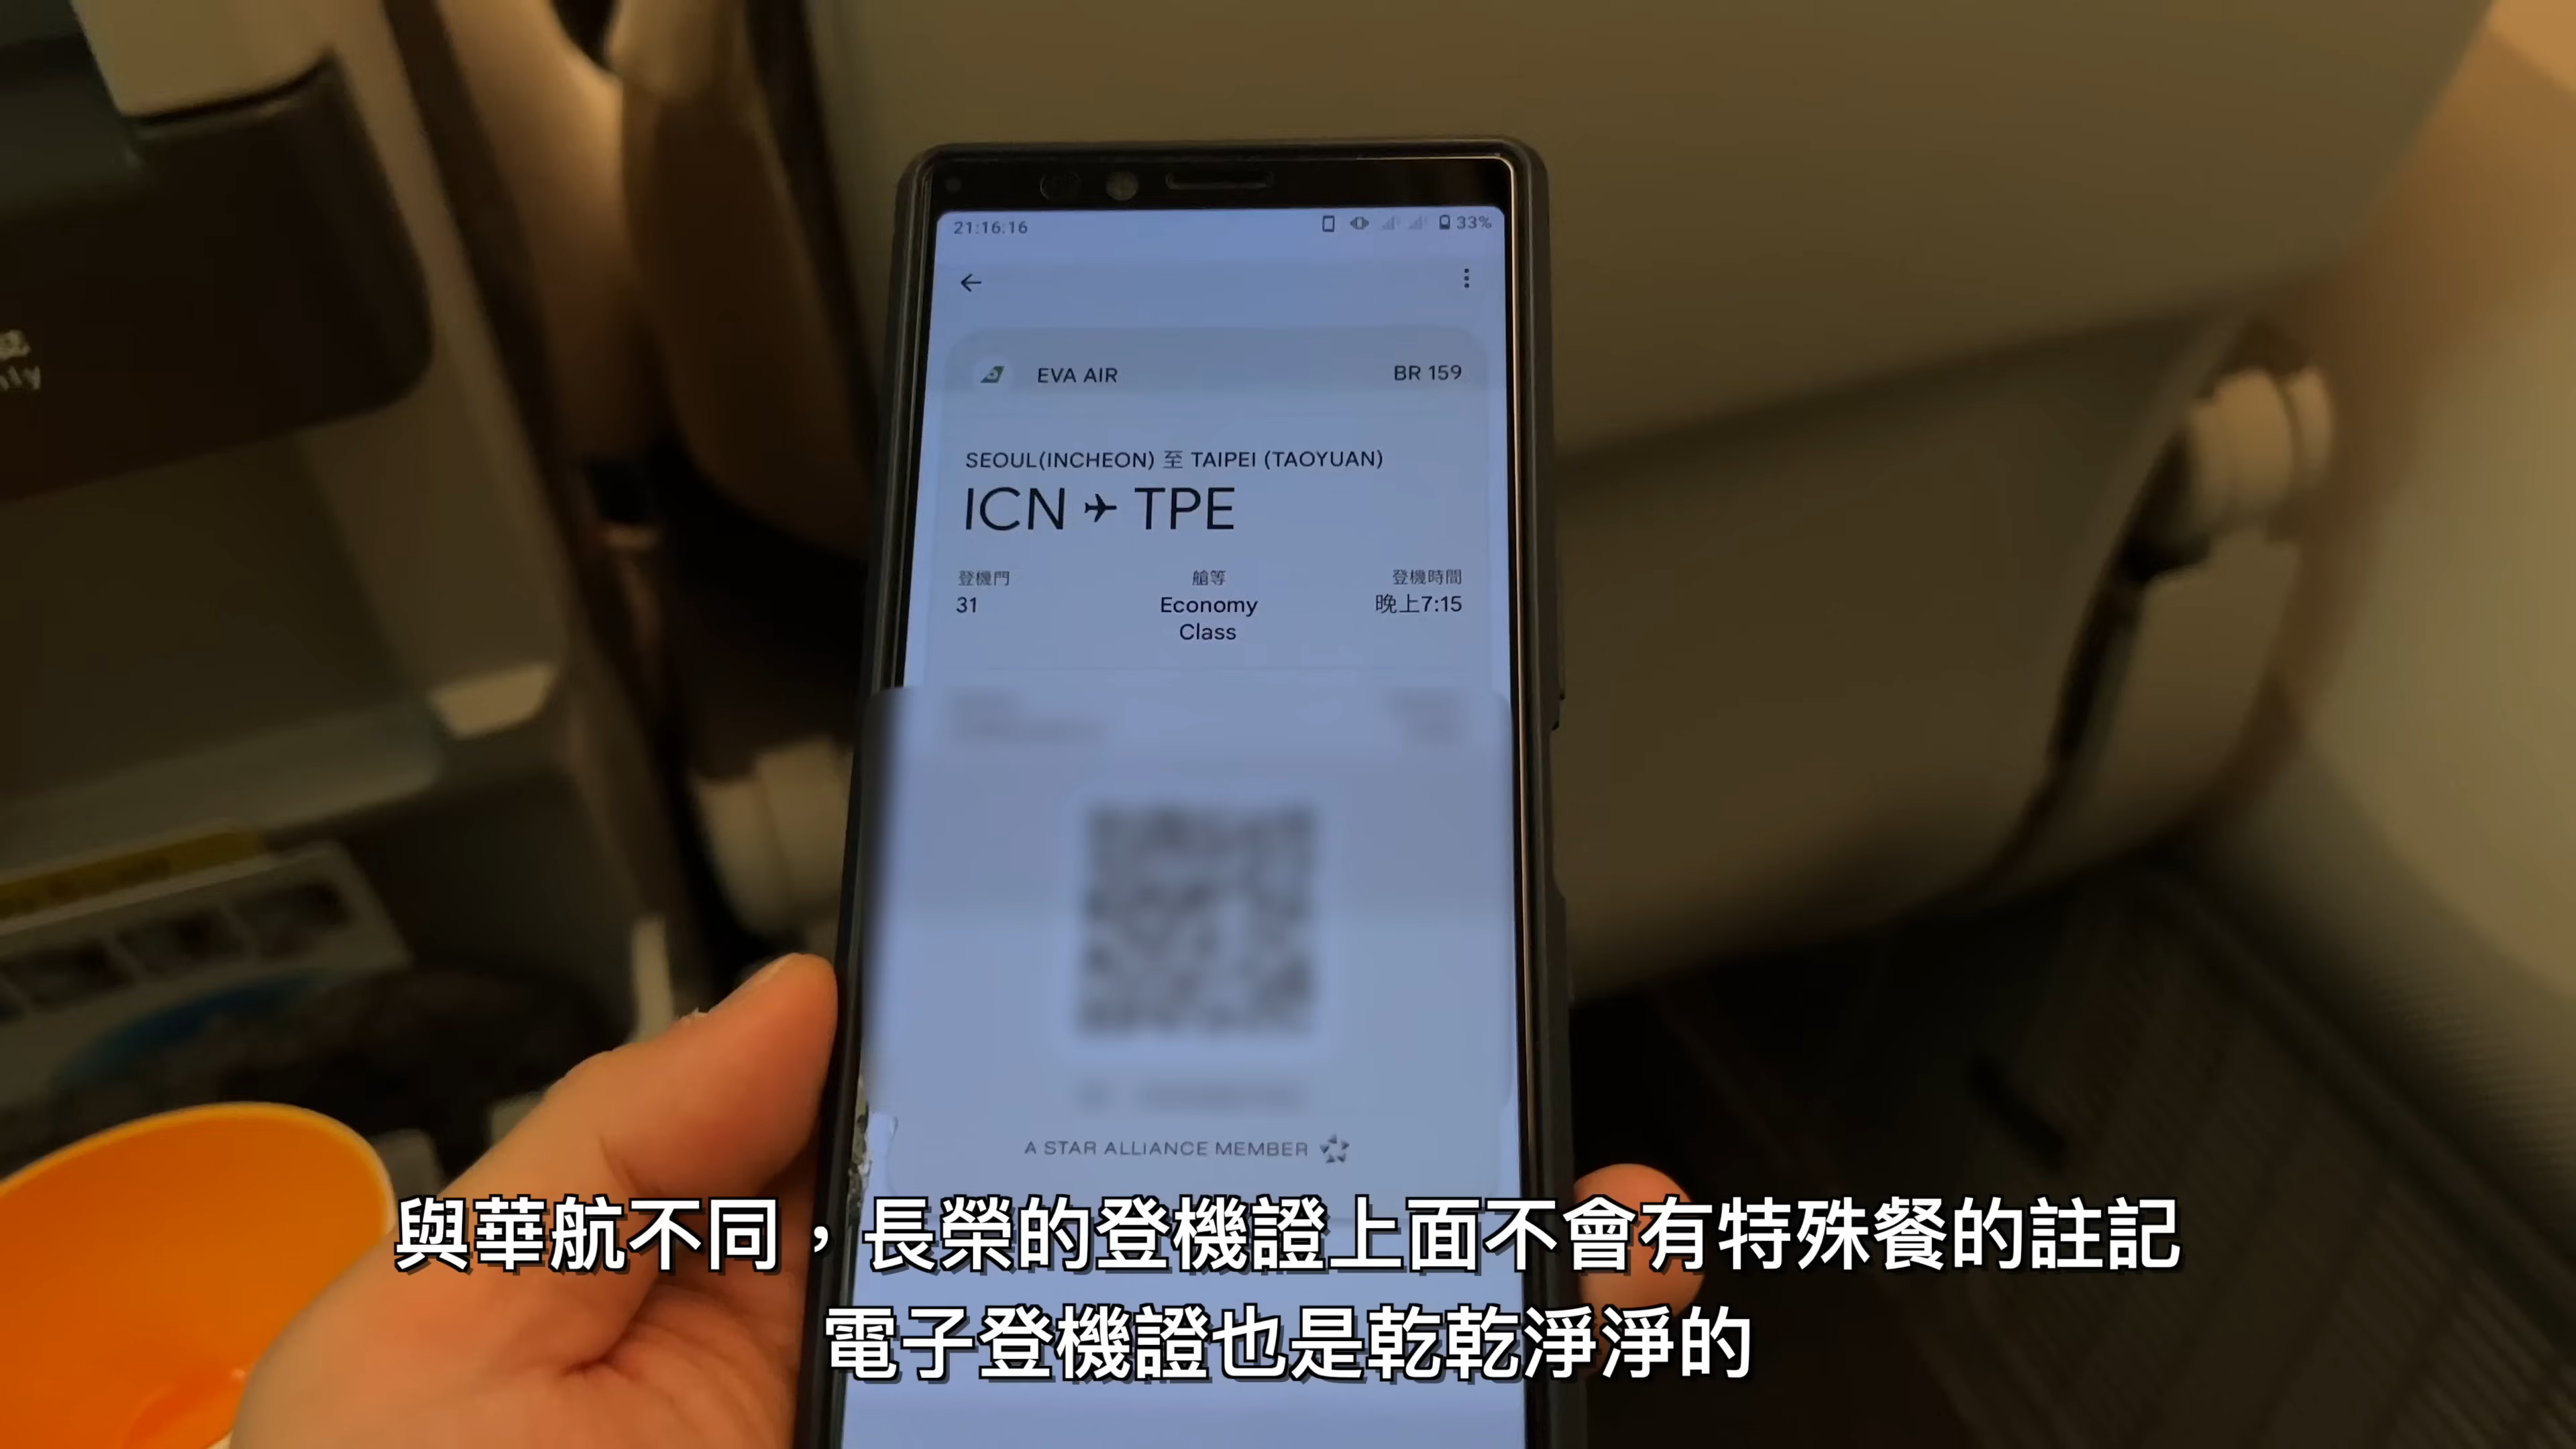 21:16:16
33%
EVA AIR
BR 159
SEOUL(INCHEON) 至 TAIPEI (TAOYUAN)
ICN TPE
登機門
艙等
登機時間
31
Economy
Class
晚上7:15
A STAR ALLIANCE MEMBER
與華航不同，長榮的登機證上面不會有特殊餐的註記
電子登機證也是乾乾淨淨的